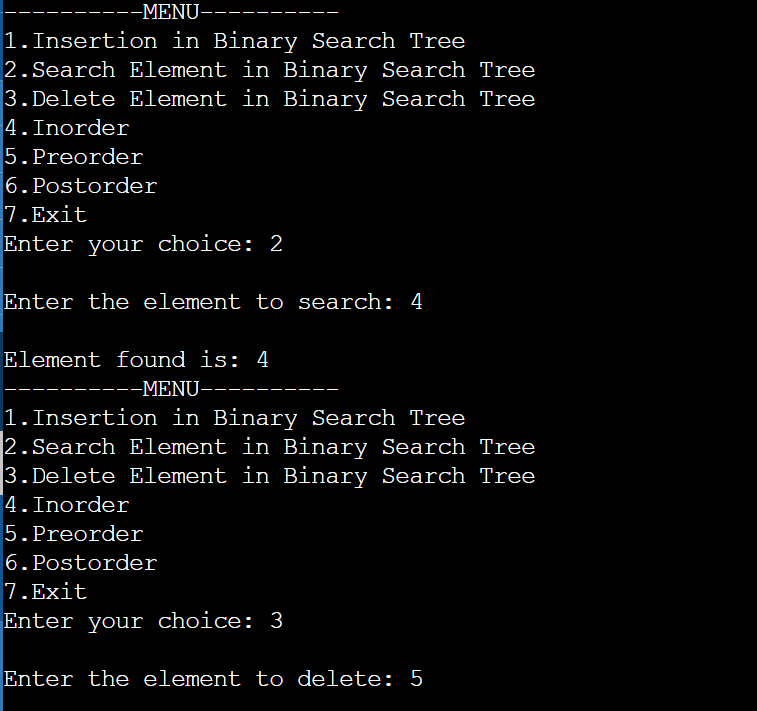 ----------MENU----------
1.Insertion in Binary Search Tree
2.Search Element in Binary Search Tree
3.Delete Element in Binary Search Tree
4.Inorder
5.Preorder
6.Postorder
7.Exit
Enter your choice: 2
Enter the element to search: 4
Element found is: 4
----------MENU----------
1.Insertion in Binary Search Tree
2.Search Element in Binary Search Tree
3.Delete Element in Binary Search Tree
4.Inorder
5.Preorder
6.Postorder
7.Exit
Enter your choice: 3
Enter the element to delete: 5